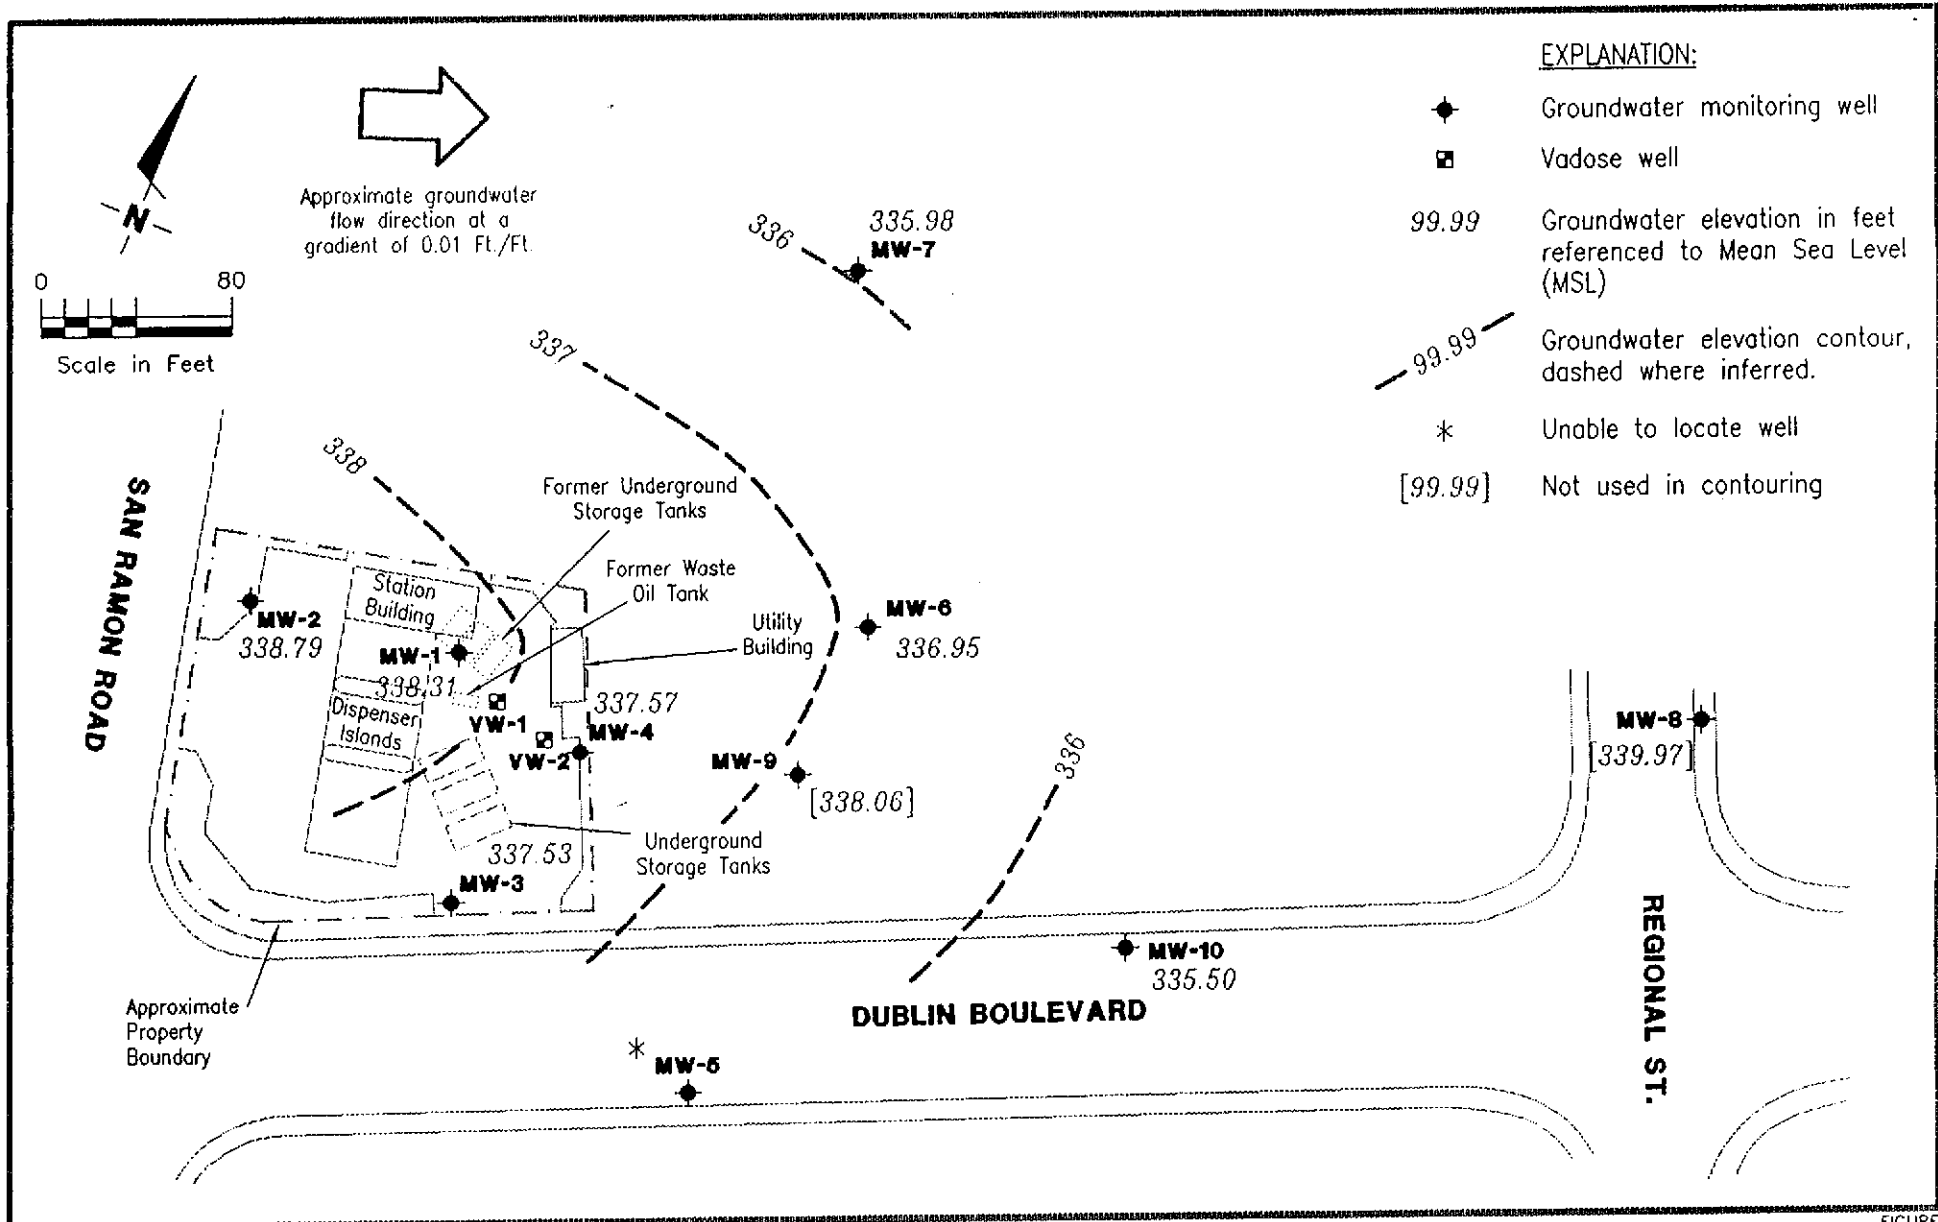 EXPLANATION:
Groundwater monitoring well
Vadose well
99.99
Groundwater elevation in feet
referenced to Mean Sea Level
(MSL)
99.99
Groundwater elevation contour,
dashed where inferred.
*
Unable to locate well
[99.99]
Not used in contouring
N
Approximate groundwater
flow direction at a
gradient of 0.01 Ft./Ft.
0
80
Scale in Feet
336
335.98
MW-7
337
338
SAN RAMON ROAD
Former Underground
Storage Tanks
Former Waste
Oil Tank
Station
Building
Utility
Building
MW-2
338.79
MW-1
338.31
MW-6
336.95
337.57
MW-4
VW-1
VW-2
Dispenser
Islands
MW-9
[338.06]
336
MW-8
[339.97]
337.53
Underground
Storage Tanks
MW-3
MW-10
335.50
DUBLIN BOULEVARD
REGIONAL ST.
Approximate
Property
Boundary
*
MW-5
FIGURE